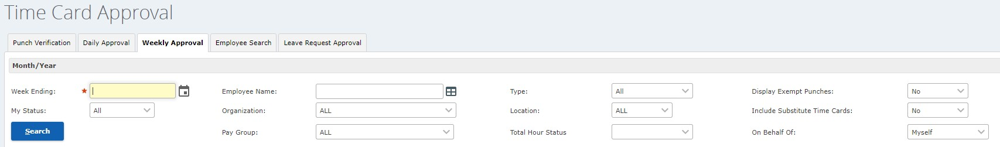 Time Card Approval
Punch Verification Daily Approval Weekly Approval Employee Search Leave Request Approval
Month/Year
Week Ending: Employee Name: Type: All Display Exempt Punches: No
My Status: All Organization: ALL Location: ALL Include Substitute Time Cards: No
Search Pay Group: ALL Total Hour Status On Behalf Of: Myself